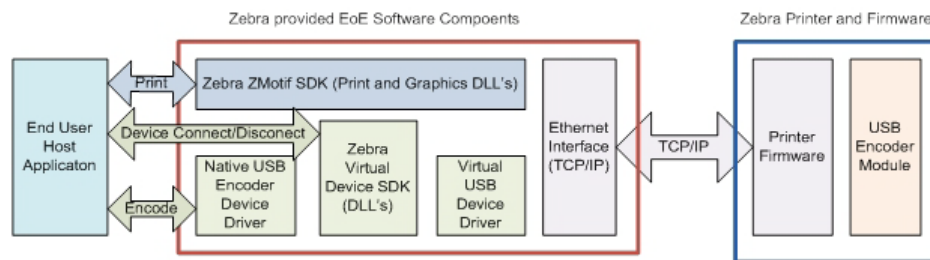 Zebra provided EoE Software Compoents
Zebra Printer and Firmware
End User
Host
Applicaton
Print
Device Connect/Disconect
Encode
Zebra ZMotif SDK (Print and Graphics DLL's)
Native USB
Encoder
Device
Driver
Zebra
Virtual
Device SDK
(DLL's)
Virtual
USB
Device
Driver
Ethernet
Interface
(TCP/IP)
TCP/IP
Printer
Firmware
USB
Encoder
Module